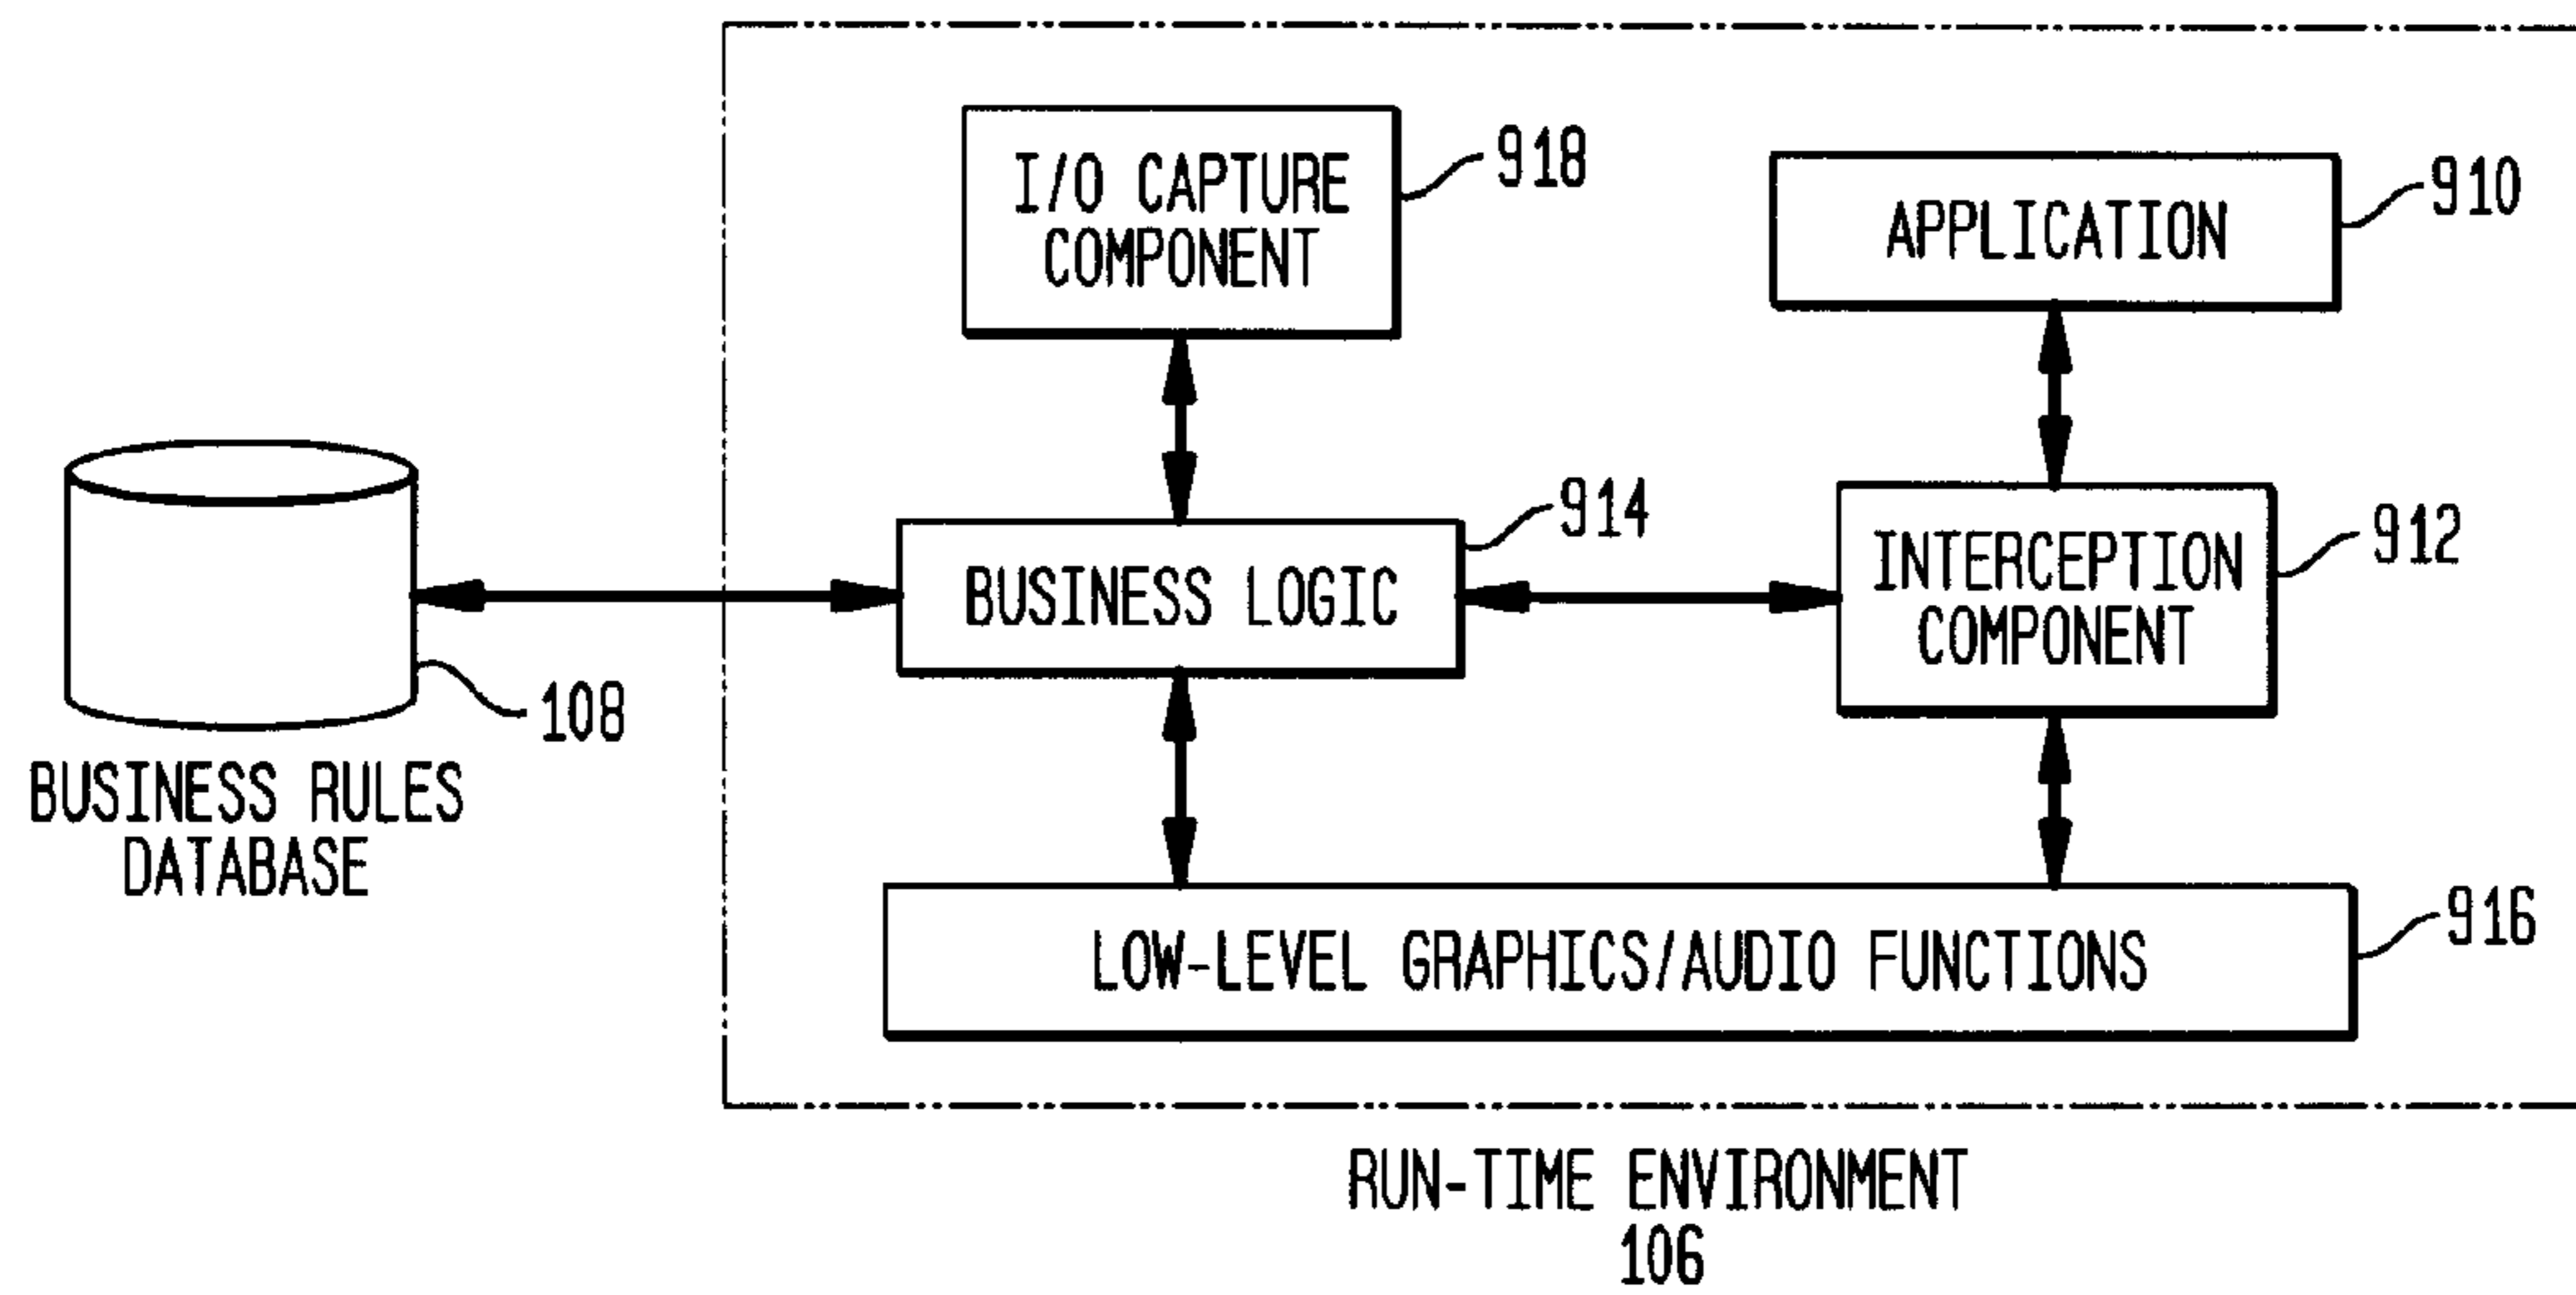 I/O CAPTURE
COMPONENT
918
APPLICATION
910
BUSINESS LOGIC
914
INTERCEPTION
COMPONENT
912
108
BUSINESS RULES
DATABASE
LOW-LEVEL GRAPHICS/AUDIO FUNCTIONS
916
RUN-TIME ENVIRONMENT
106